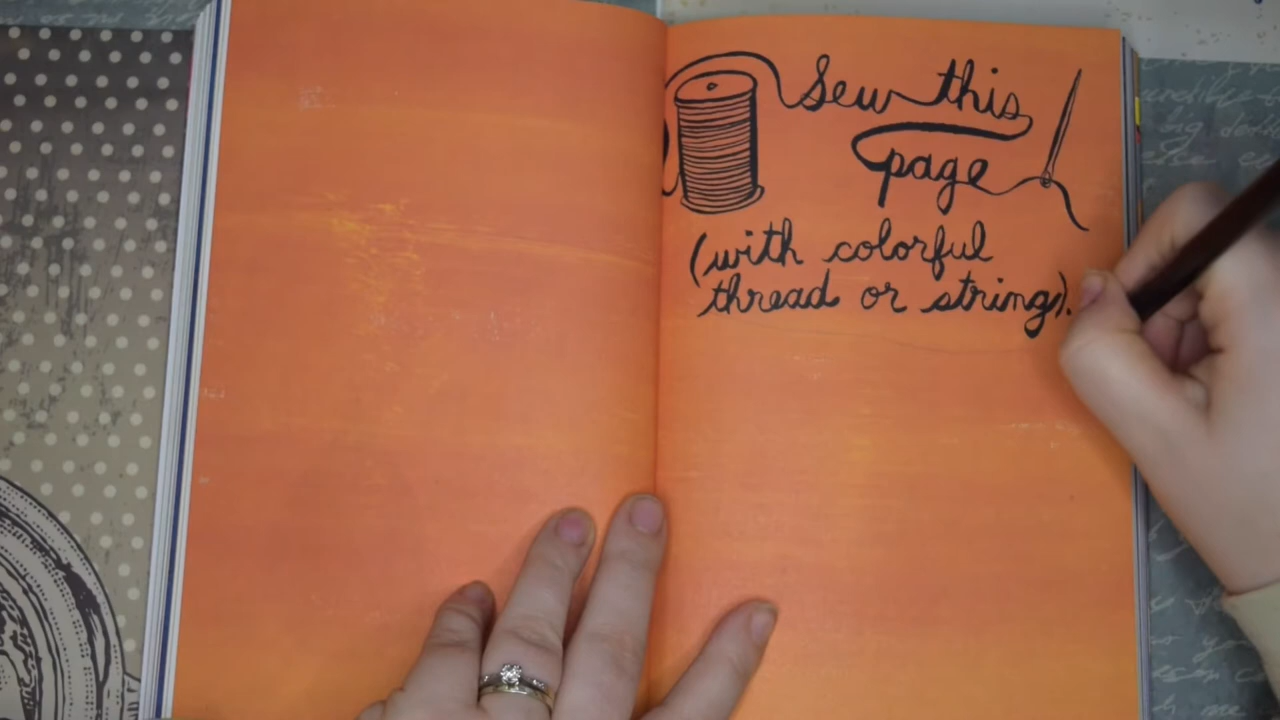 Sew this
page
(with colorful
thread or string).